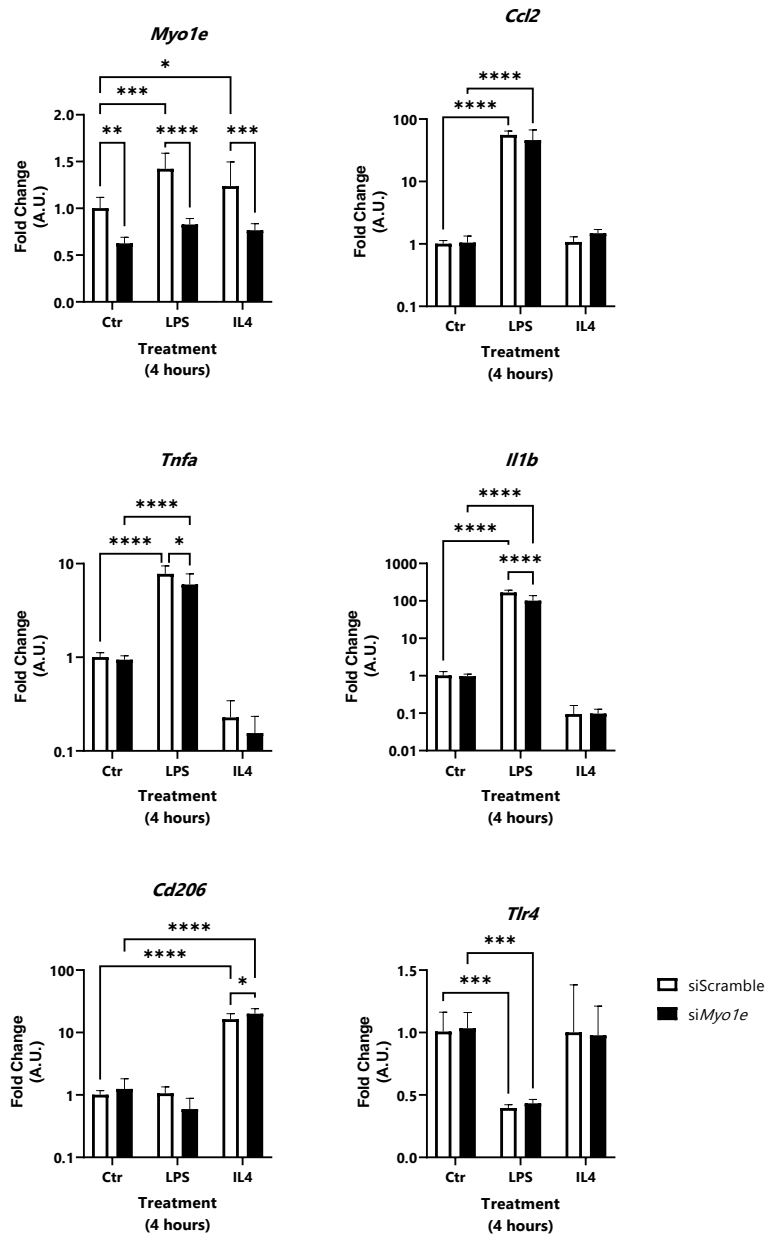 Myo1e
*
***
**
****
***
2.0
1.5
1.0
0.5
0.0
Fold Change
(A.U.)
Ctr
LPS
IL4
Treatment
(4 hours)
Ccl2
****
****
100
10
1
0.1
Fold Change
(A.U.)
Ctr
LPS
IL4
Treatment
(4 hours)
Tnfa
****
****
*
10
1
0.1
Fold Change
(A.U.)
Ctr
LPS
IL4
Treatment
(4 hours)
Il1b
****
****
****
1000
100
10
1
0.1
0.01
Fold Change
(A.U.)
Ctr
LPS
IL4
Treatment
(4 hours)
Cd206
****
****
*
100
10
1
0.1
Fold Change
(A.U.)
Ctr
LPS
IL4
Treatment
(4 hours)
Tlr4
***
***
1.5
1.0
0.5
0.0
Fold Change
(A.U.)
Ctr
LPS
IL4
Treatment
(4 hours)
siScramble
siMyo1e